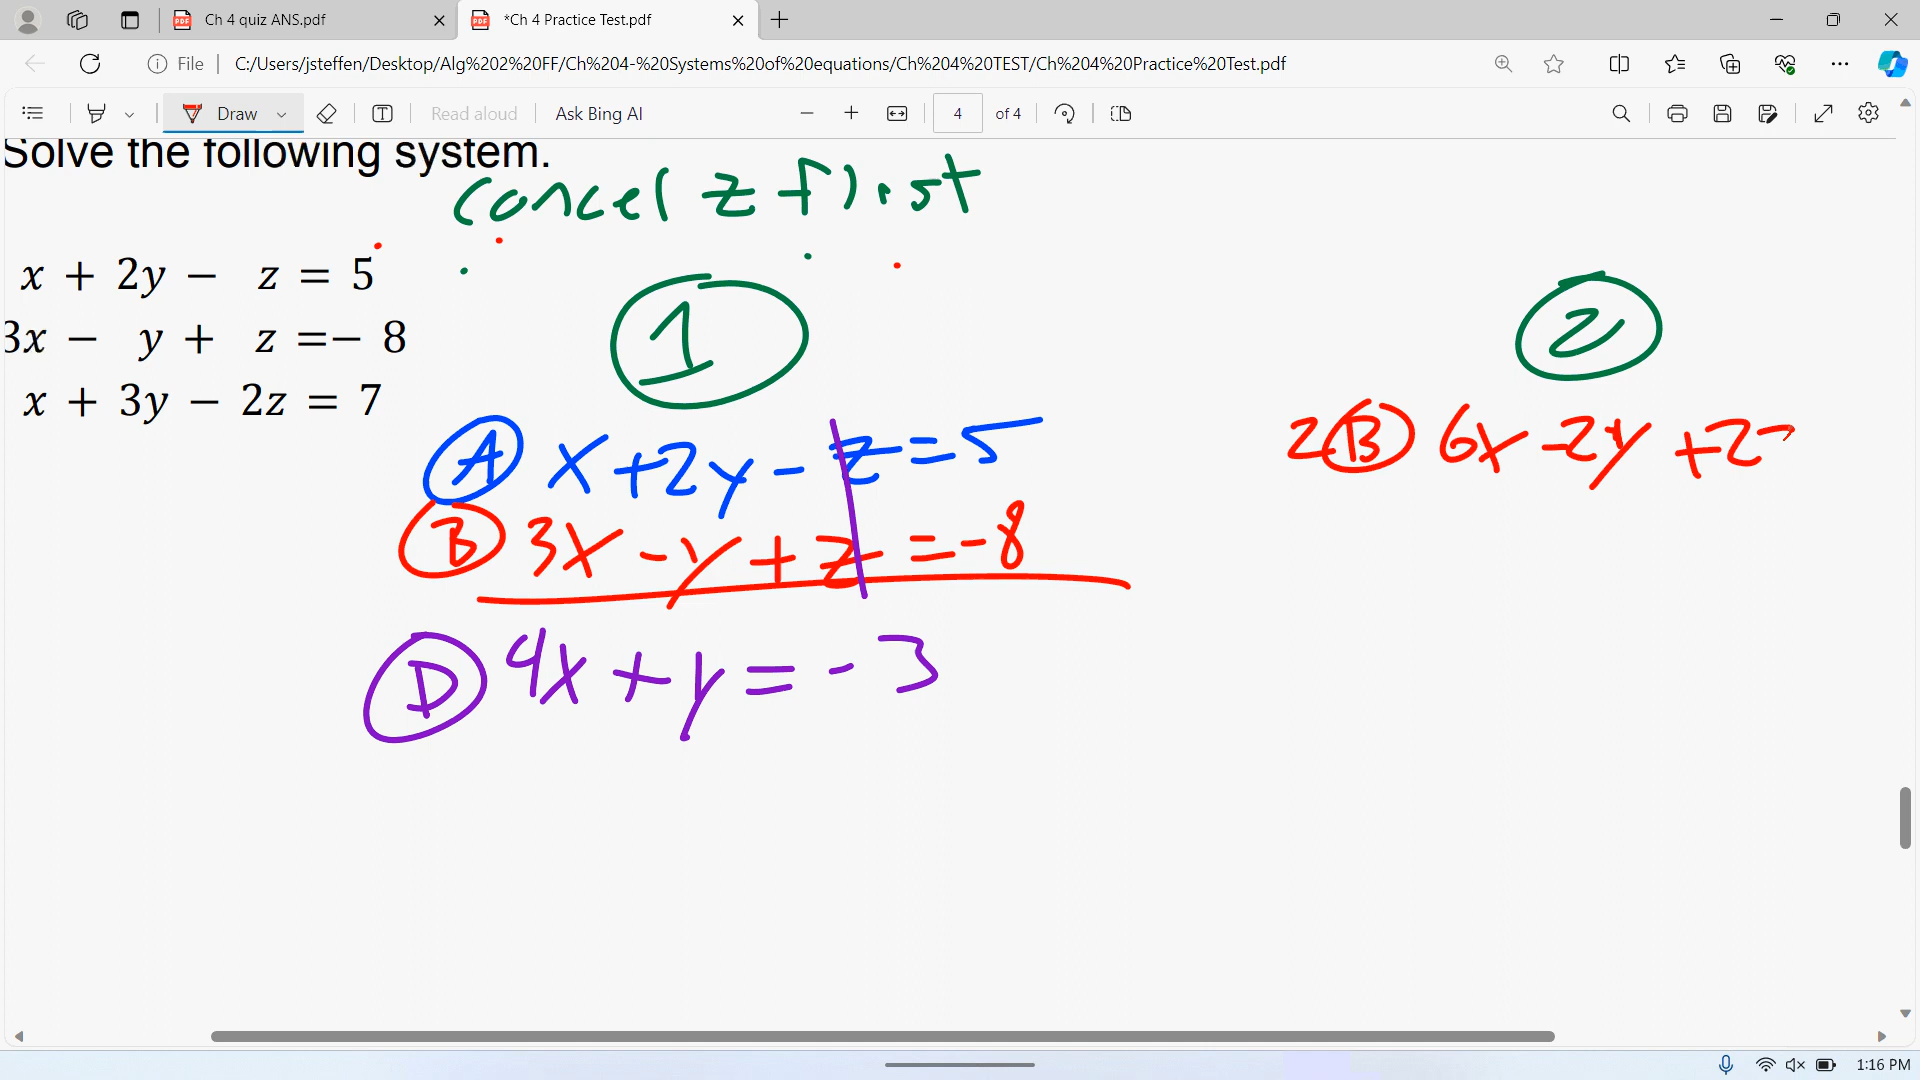 Ch 4 quiz ANS.pdf
*Ch 4 Practice Test.pdf
File
C:/Users/jsteffen/Desktop/Alg%202%20FF/Ch%204-%20Systems%20of%20equations/Ch%204%20TEST/Ch%204%20Practice%20Test.pdf
Draw
Read aloud
Ask Bing AI
4
of 4
Solve the following system.
cancel z first
x + 2y − z = 5
3x − y + z =− 8
x + 3y − 2z = 7
1
2
A x + 2y - z = 5
B 3x - y + z = -8
D 4x + y = -3
2 B 6x - 2y + 2
1:16 PM